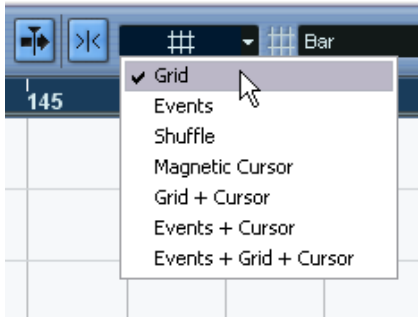 Bar
145
Grid
Events
Shuffle
Magnetic Cursor
Grid + Cursor
Events + Cursor
Events + Grid + Cursor